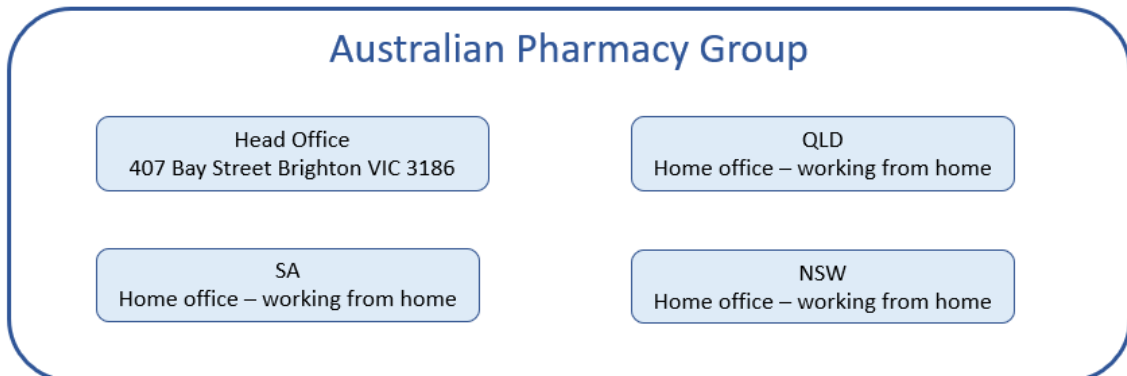 Australian Pharmacy Group
Head Office
407 Bay Street Brighton VIC 3186
QLD
Home office – working from home
SA
Home office – working from home
NSW
Home office – working from home